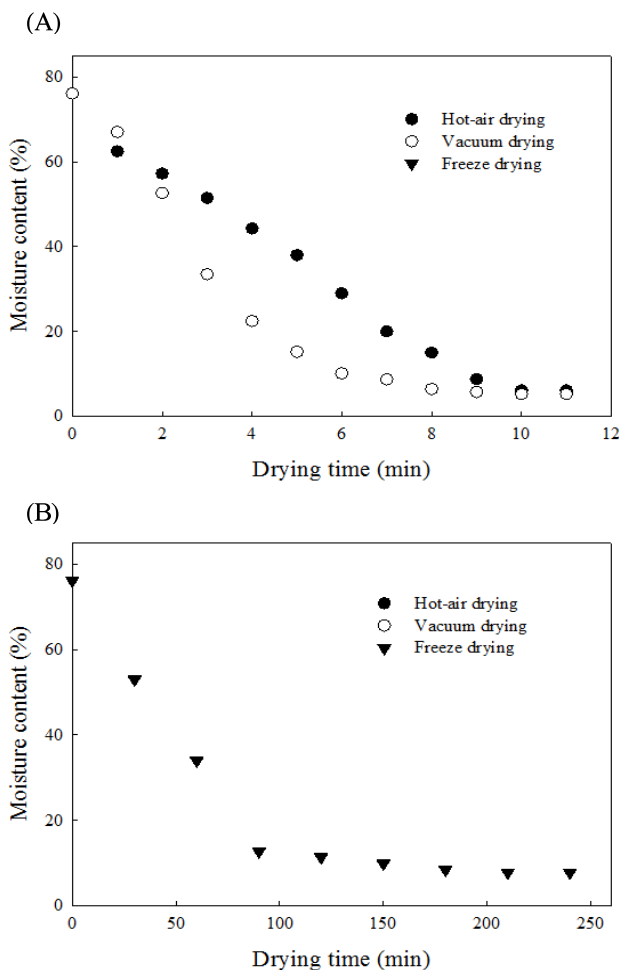 (A)
80
60
40
20
0
Moisture content (%)
Hot-air drying
Vacuum drying
Freeze drying
0 2 4 6 8 10 12
Drying time (min)
(B)
80
60
40
20
0
Moisture content (%)
Hot-air drying
Vacuum drying
Freeze drying
0 50 100 150 200 250
Drying time (min)